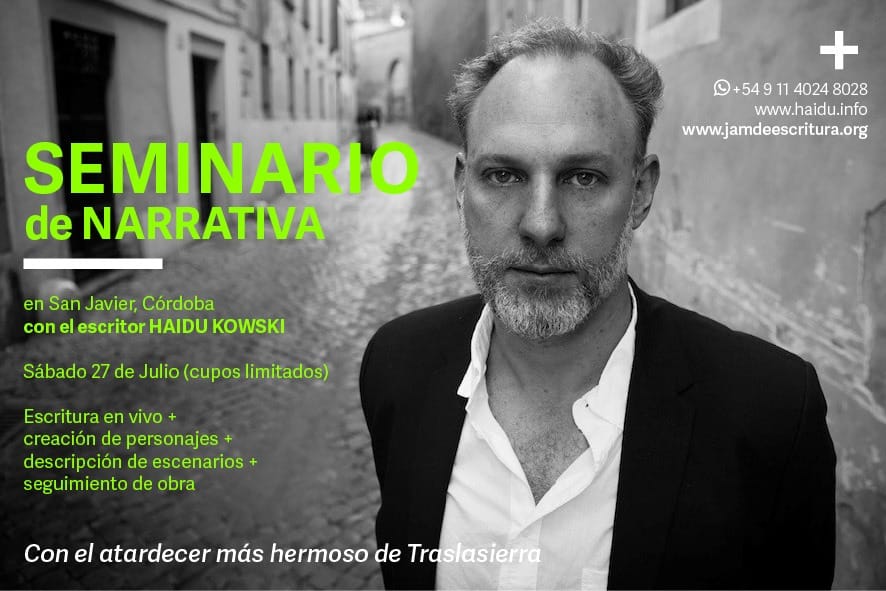 +54 9 11 4024 8028
www.haidu.info
www.jamdeescritura.org
SEMINARIO
de NARRATIVA
en San Javier, Córdoba
con el escritor HAIDU KOWSKI
Sábado 27 de Julio (cupos limitados)
Escritura en vivo +
creación de personajes +
descripción de escenarios +
seguimiento de obra
Con el atardecer más hermoso de Traslasierra